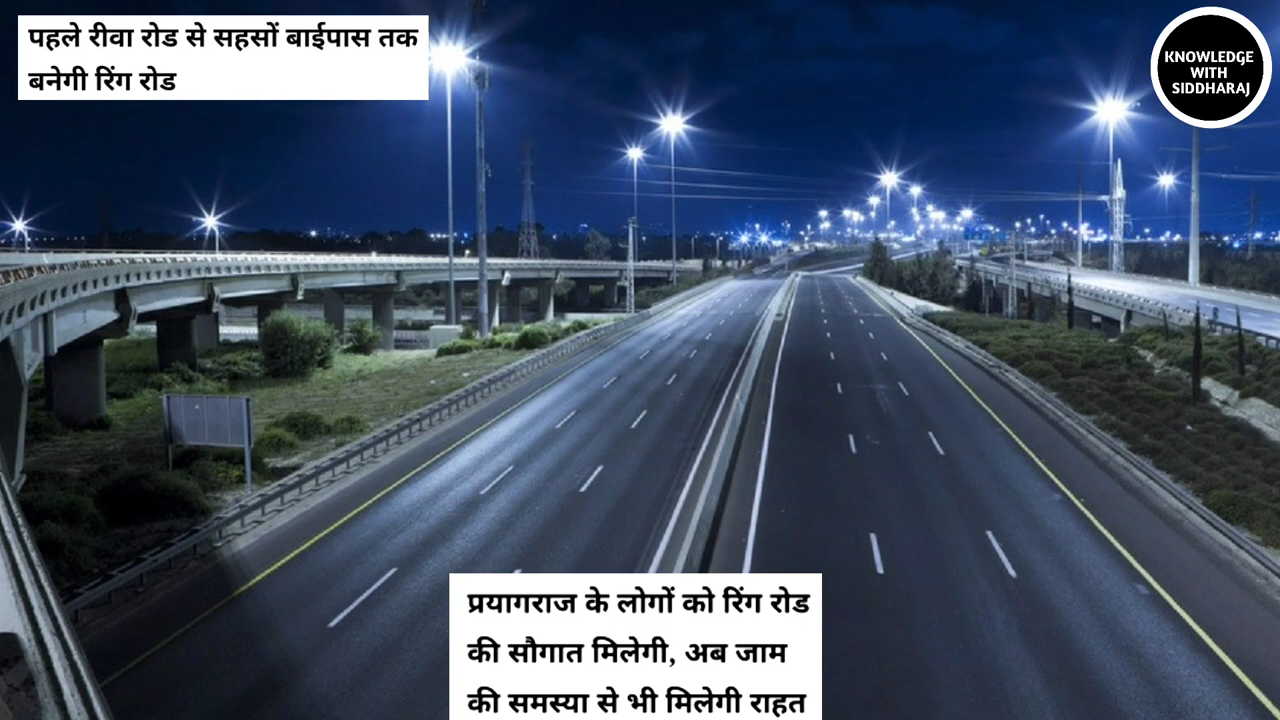 पहले रीवा रोड से सहसों बाईपास तक
बनेगी रिंग रोड
KNOWLEDGE
WITH
SIDDHARAJ
प्रयागराज के लोगों को रिंग रोड
की सौगात मिलेगी, अब जाम
की समस्या से भी मिलेगी राहत